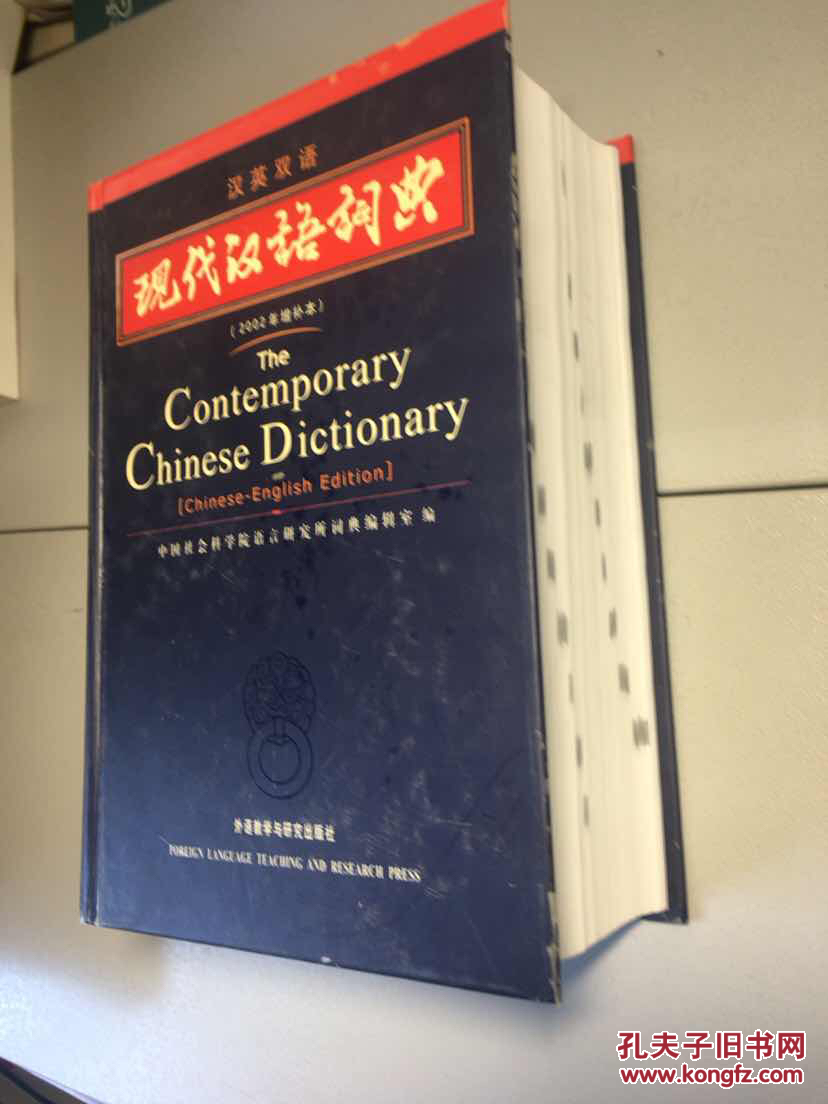 汉英双语
现代汉语词典
(2002年增补本)
The
Contemporary
Chinese Dictionary
[Chinese-English Edition]
中国社会科学院语言研究所词典编辑室 编
外语教学与研究出版社
FOREIGN LANGUAGE TEACHING AND RESEARCH PRESS
孔夫子旧书网
www.kongfz.com